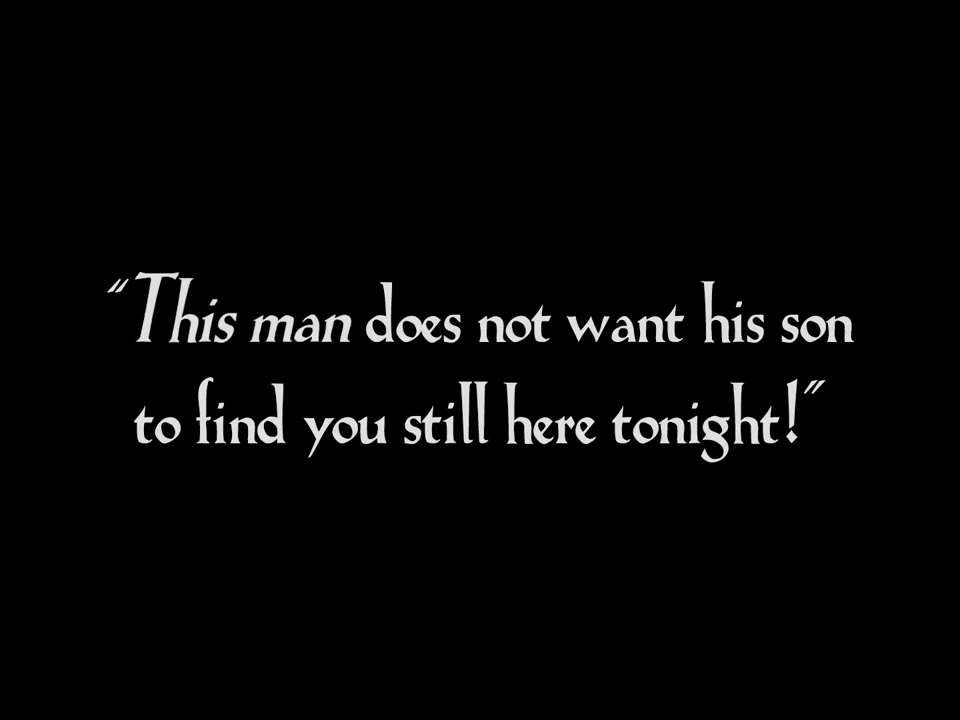 “This man does not want his son
to find you still here tonight!”